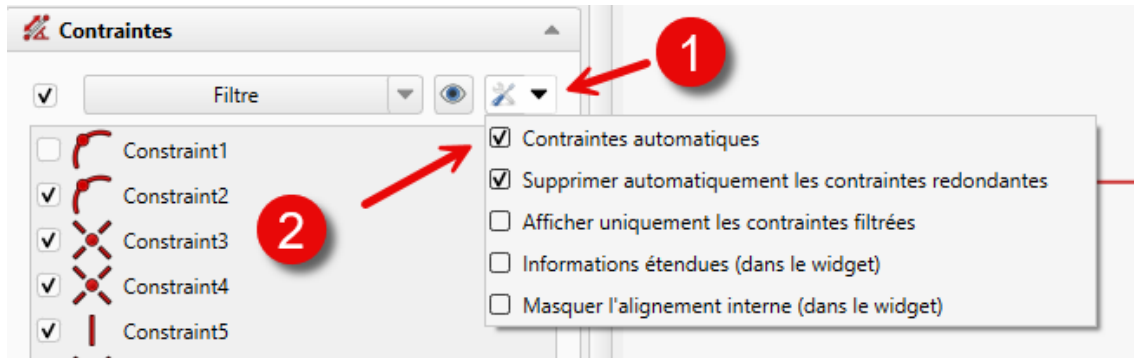 Contraintes
1
Filtre
Contraintes automatiques
Constraint1
Supprimer automatiquement les contraintes redondantes
Constraint2
Afficher uniquement les contraintes filtrées
2
Constraint3
Informations étendues (dans le widget)
Constraint4
Masquer l'alignement interne (dans le widget)
Constraint5